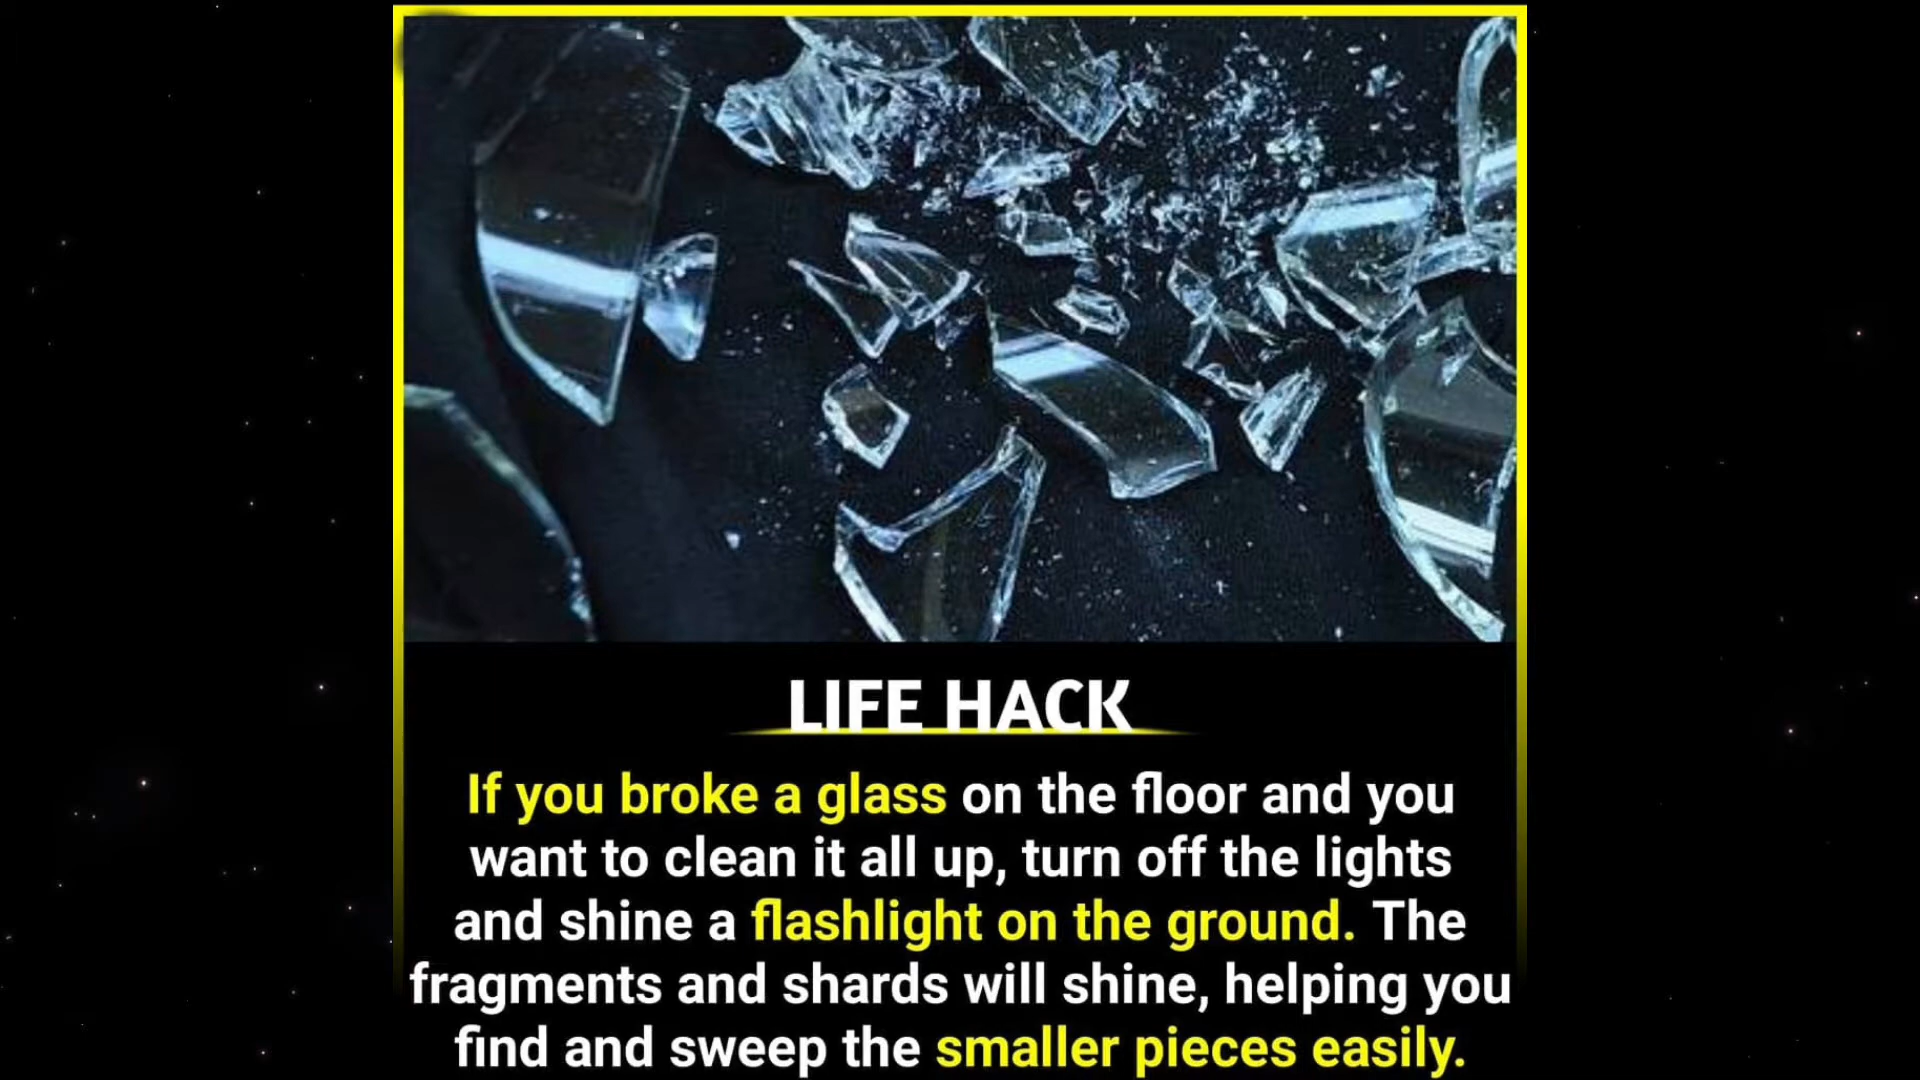 LIFE HACK
If you broke a glass on the floor and you
want to clean it all up, turn off the lights
and shine a flashlight on the ground. The
fragments and shards will shine, helping you
find and sweep the smaller pieces easily.